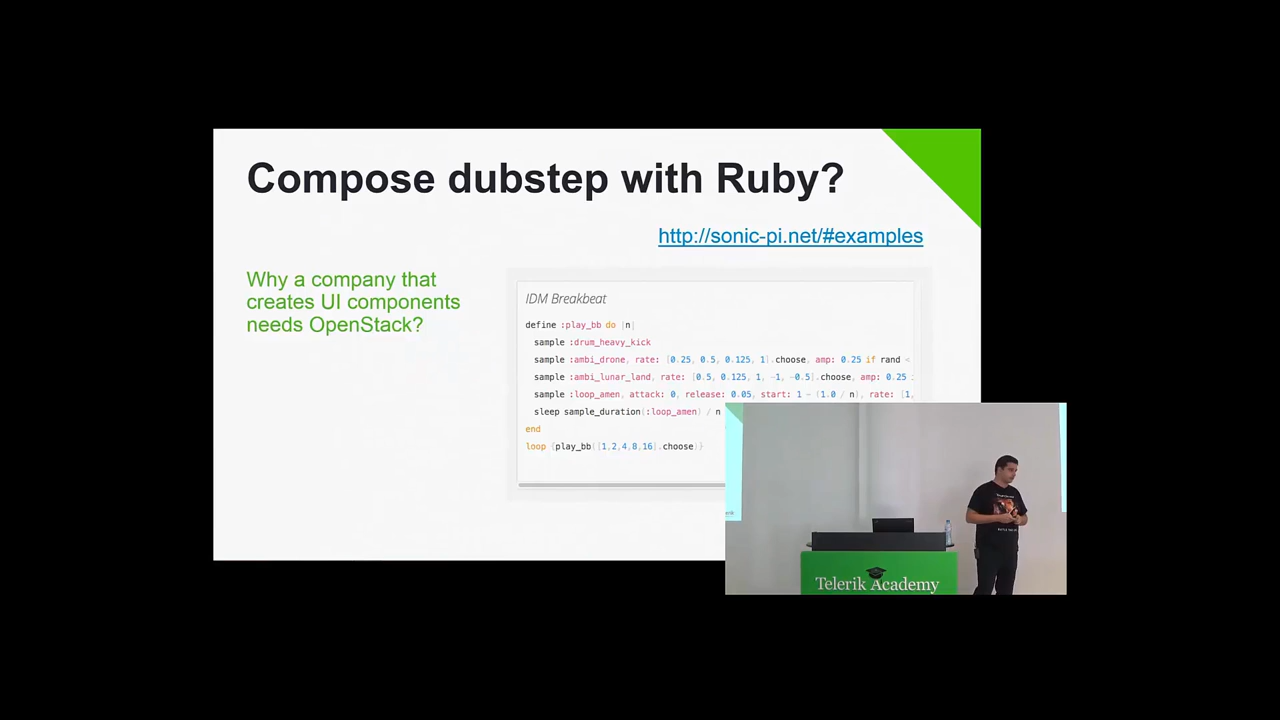 Compose dubstep with Ruby?
http://sonic-pi.net/#examples
Why a company that
creates UI components
needs OpenStack?
IDM Breakbeat
define :play_bb do |n|
sample :drum_heavy_kick
sample :ambi_drone, rate: [0.25, 0.5, 0.125, 1].choose, amp: 0.25 if rand <
sample :ambi_lunar_land, rate: [0.5, 0.125, 1, -1, -0.5].choose, amp: 0.25
sample :loop_amen, attack: 0, release: 0.05, start: 1 - (1.0 / n), rate: [1,
sleep sample_duration(:loop_amen) / n
end
loop {play_bb([1,2,4,8,16].choose)}
Telerik Academy